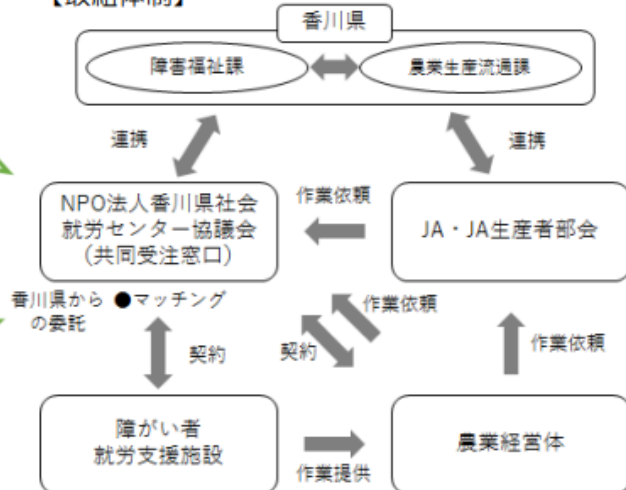 【取組体制】
香川県
障害福祉課
農業生産流通課
連携
連携
NPO法人香川県社会
就労センター協議会
（共同受注窓口）
作業依頼
JA・JA生産者部会
香川県から ●マッチング
の委託
作業依頼
契約
契約
作業依頼
障がい者
就労支援施設
作業提供
農業経営体